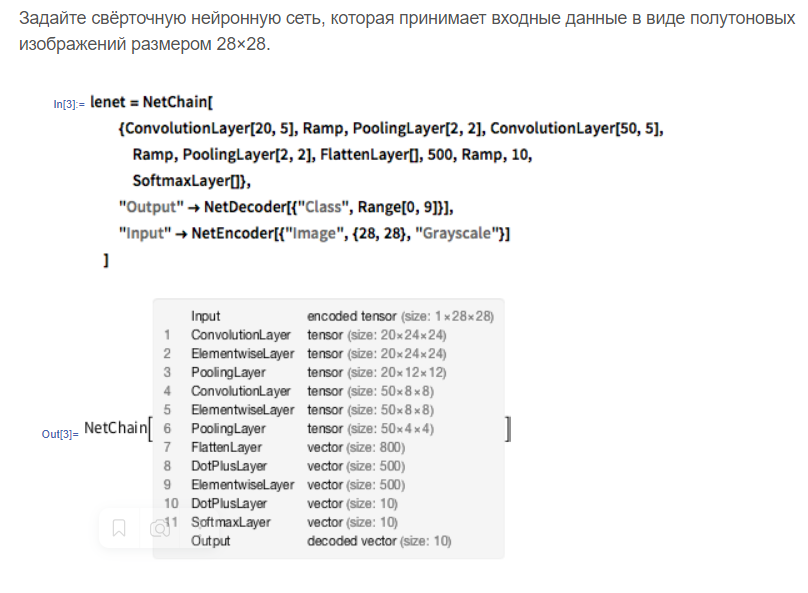 Задайте свёрточную нейронную сеть, которая принимает входные данные в виде полутоновых
изображений размером 28×28.
In[3]:= lenet = NetChain[
{ConvolutionLayer[20, 5], Ramp, PoolingLayer[2, 2], ConvolutionLayer[50, 5],
Ramp, PoolingLayer[2, 2], FlattenLayer[], 500, Ramp, 10,
SoftmaxLayer[]},
"Output" → NetDecoder[{"Class", Range[0, 9]}],
"Input" → NetEncoder[{"Image", {28, 28}, "Grayscale"}]
]
Input encoded tensor (size: 1×28×28)
1 ConvolutionLayer tensor (size: 20×24×24)
2 ElementwiseLayer tensor (size: 20×24×24)
3 PoolingLayer tensor (size: 20×12×12)
4 ConvolutionLayer tensor (size: 50×8×8)
5 ElementwiseLayer tensor (size: 50×8×8)
Out[3]= NetChain[ 6 PoolingLayer tensor (size: 50×4×4) ]
7 FlattenLayer vector (size: 800)
8 DotPlusLayer vector (size: 500)
9 ElementwiseLayer vector (size: 500)
10 DotPlusLayer vector (size: 10)
11 SoftmaxLayer vector (size: 10)
Output decoded vector (size: 10)